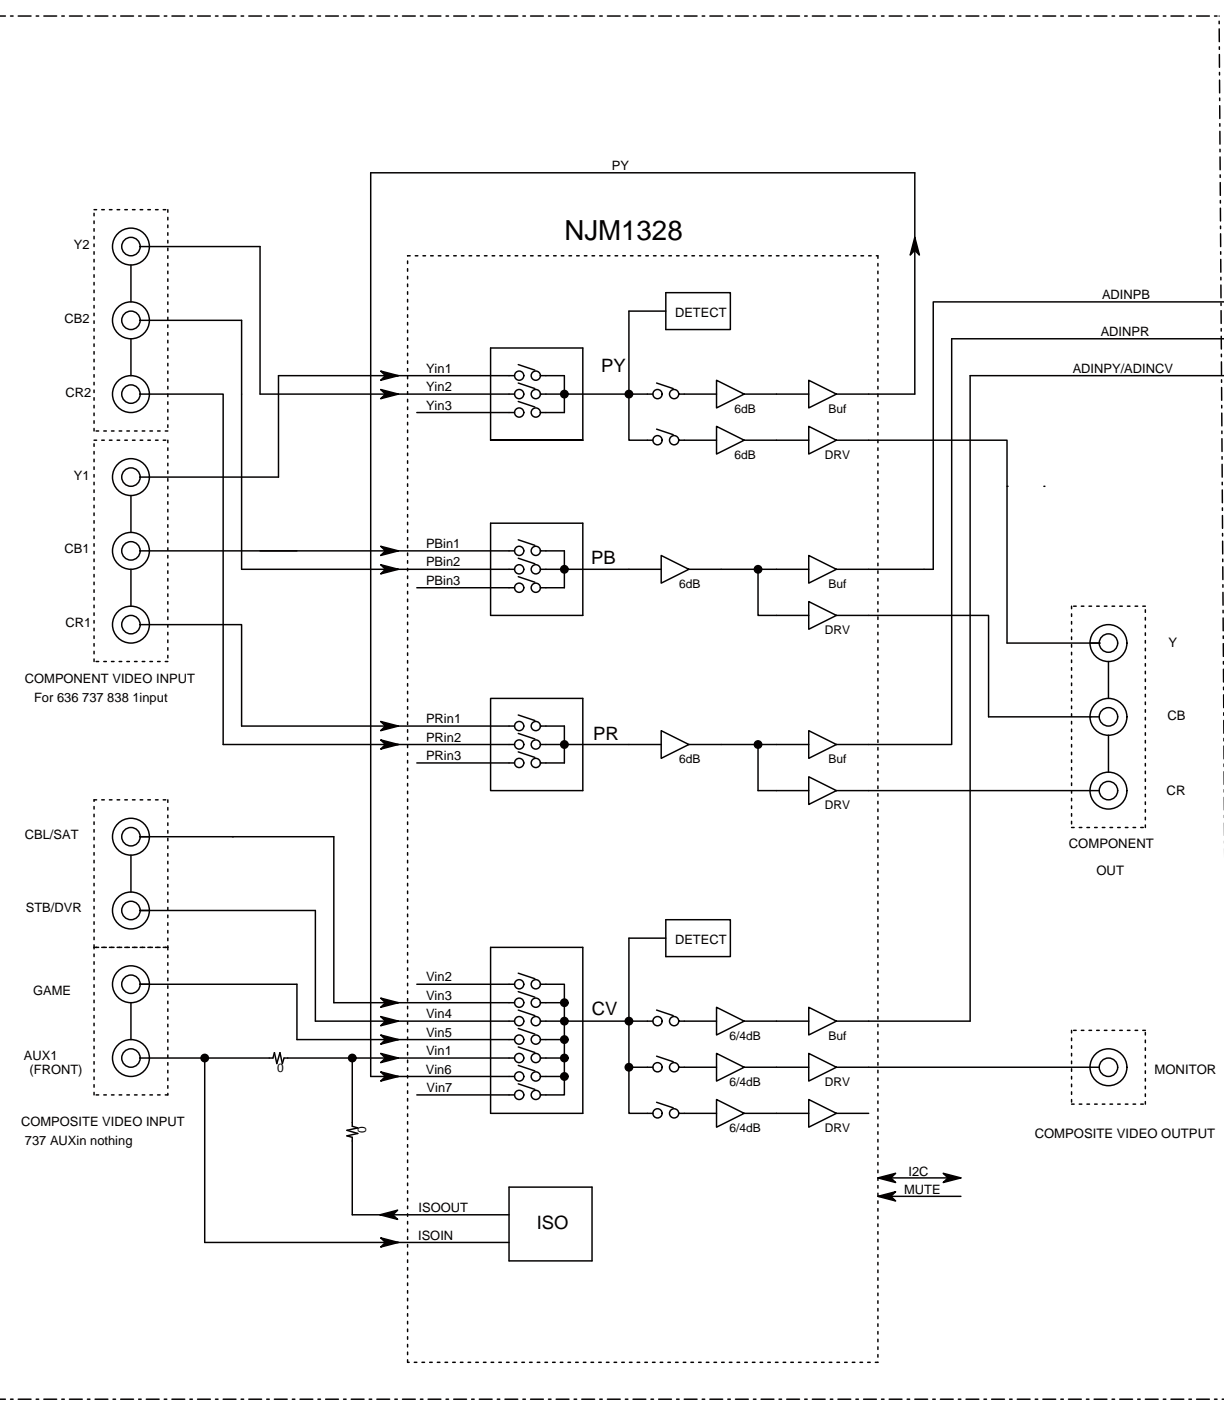 PY
NJM1328
Y2
CB2
CR2
Y1
CB1
CR1
COMPONENT VIDEO INPUT
For 636 737 838 1input
Yin1
Yin2
Yin3
PY
DETECT
6dB
Buf
6dB
DRV
ADINPB
ADINPR
ADINPY/ADINCV
PBin1
PBin2
PBin3
PB
6dB
Buf
DRV
PRin1
PRin2
PRin3
PR
6dB
Buf
DRV
Y
CB
CR
COMPONENT
OUT
CBL/SAT
STB/DVR
GAME
AUX1
(FRONT)
COMPOSITE VIDEO INPUT
737 AUXin nothing
0
0
Vin2
Vin3
Vin4
Vin5
Vin1
Vin6
Vin7
CV
DETECT
6/4dB
Buf
6/4dB
DRV
6/4dB
DRV
MONITOR
COMPOSITE VIDEO OUTPUT
I2C
MUTE
ISOOUT
ISOIN
ISO